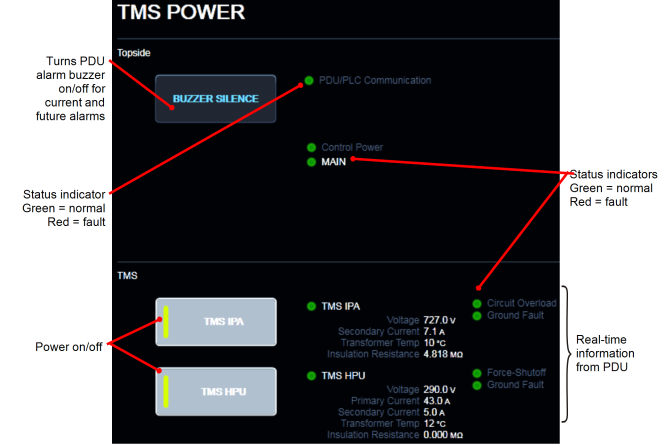 TMS POWER
Topside
Turns PDU
alarm buzzer
on/off for
current and
future alarms
BUZZER SILENCE
PDU/PLC Communication
Control Power
MAIN
Status indicator
Green = normal
Red = fault
Status indicators
Green = normal
Red = fault
TMS
Power on/off
TMS IPA
TMS IPA
Voltage 727.0 V
Secondary Current 7.1 A
Transformer Temp 10 °C
Insulation Resistance 4.818 MΩ
Circuit Overload
Ground Fault
TMS HPU
TMS HPU
Voltage 290.0 V
Primary Current 43.0 A
Secondary Current 5.0 A
Transformer Temp 12 °C
Insulation Resistance 0.000 MΩ
Force-Shutoff
Ground Fault
Real-time
information
from PDU